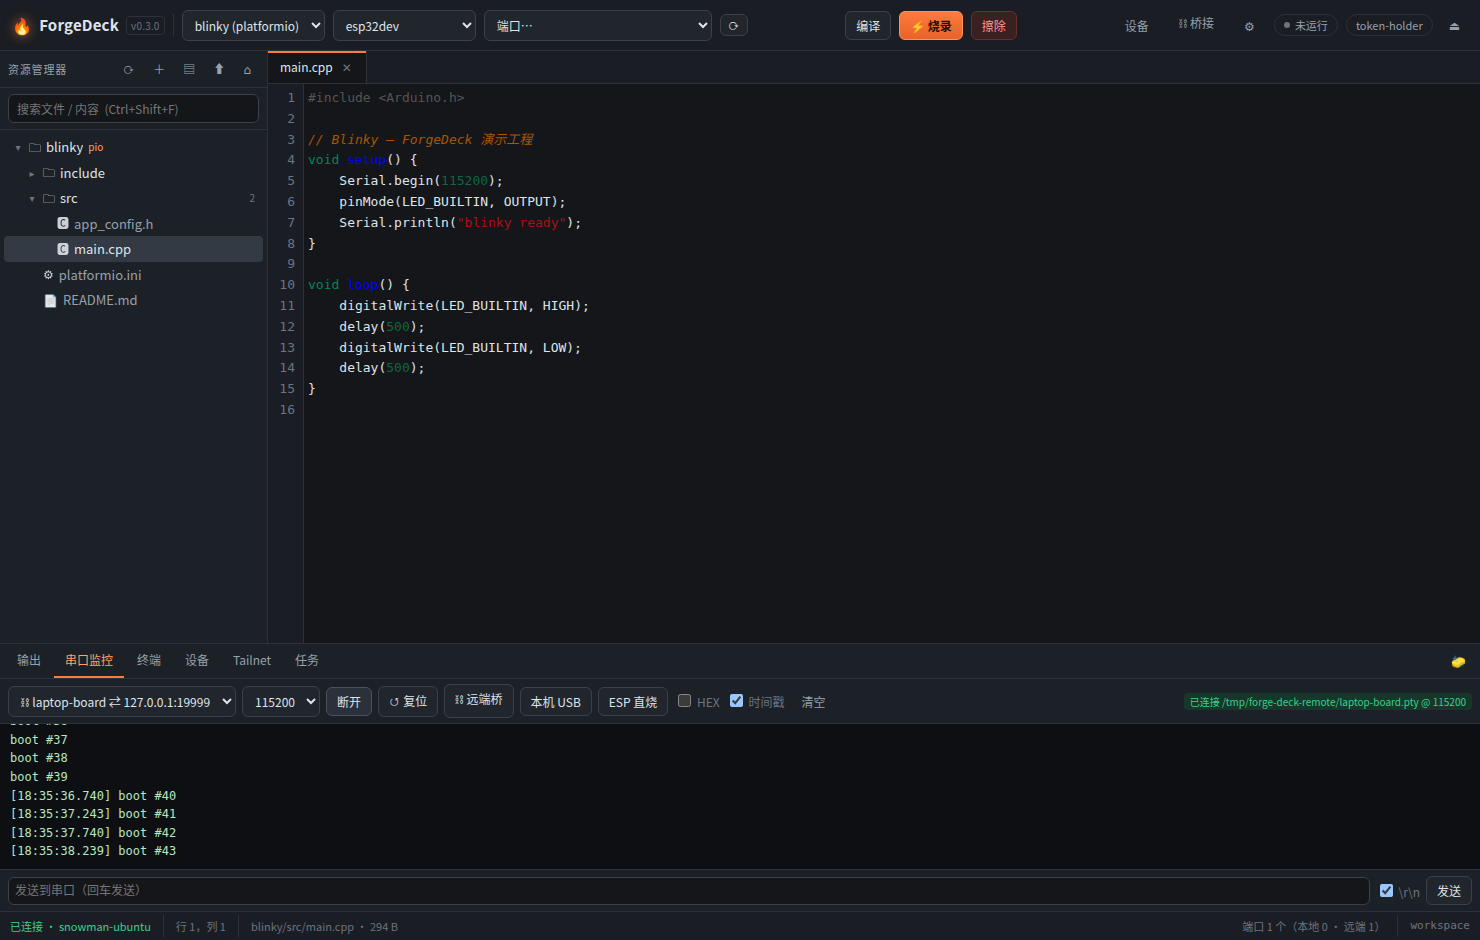 ForgeDeck v0.3.0 blinky (platformio) esp32dev 端口… 编译 ⚡烧录 擦除 设备 桥接 未运行 token-holder
资源管理器
main.cpp ×
搜索文件 / 内容 (Ctrl+Shift+F)
blinky pio
include
src 2
app_config.h
main.cpp
platformio.ini
README.md
1 #include <Arduino.h>
2
3 // Blinky — ForgeDeck 演示工程
4 void setup() {
5     Serial.begin(115200);
6     pinMode(LED_BUILTIN, OUTPUT);
7     Serial.println("blinky ready");
8 }
9
10 void loop() {
11     digitalWrite(LED_BUILTIN, HIGH);
12     delay(500);
13     digitalWrite(LED_BUILTIN, LOW);
14     delay(500);
15 }
16
输出 串口监控 终端 设备 Tailnet 任务
laptop-board ⇄ 127.0.0.1:19999 115200 断开 ↺ 复位 远端桥 本机 USB ESP 直烧 HEX 时间戳 清空 已连接 /tmp/forge-deck-remote/laptop-board.pty @ 115200
boot #37
boot #38
boot #39
[18:35:36.740] boot #40
[18:35:37.243] boot #41
[18:35:37.740] boot #42
[18:35:38.239] boot #43
发送到串口（回车发送） \r\n 发送
已连接 · snowman-ubuntu 行 1，列 1 blinky/src/main.cpp · 294 B 端口 1 个（本地 0 · 远端 1） workspace